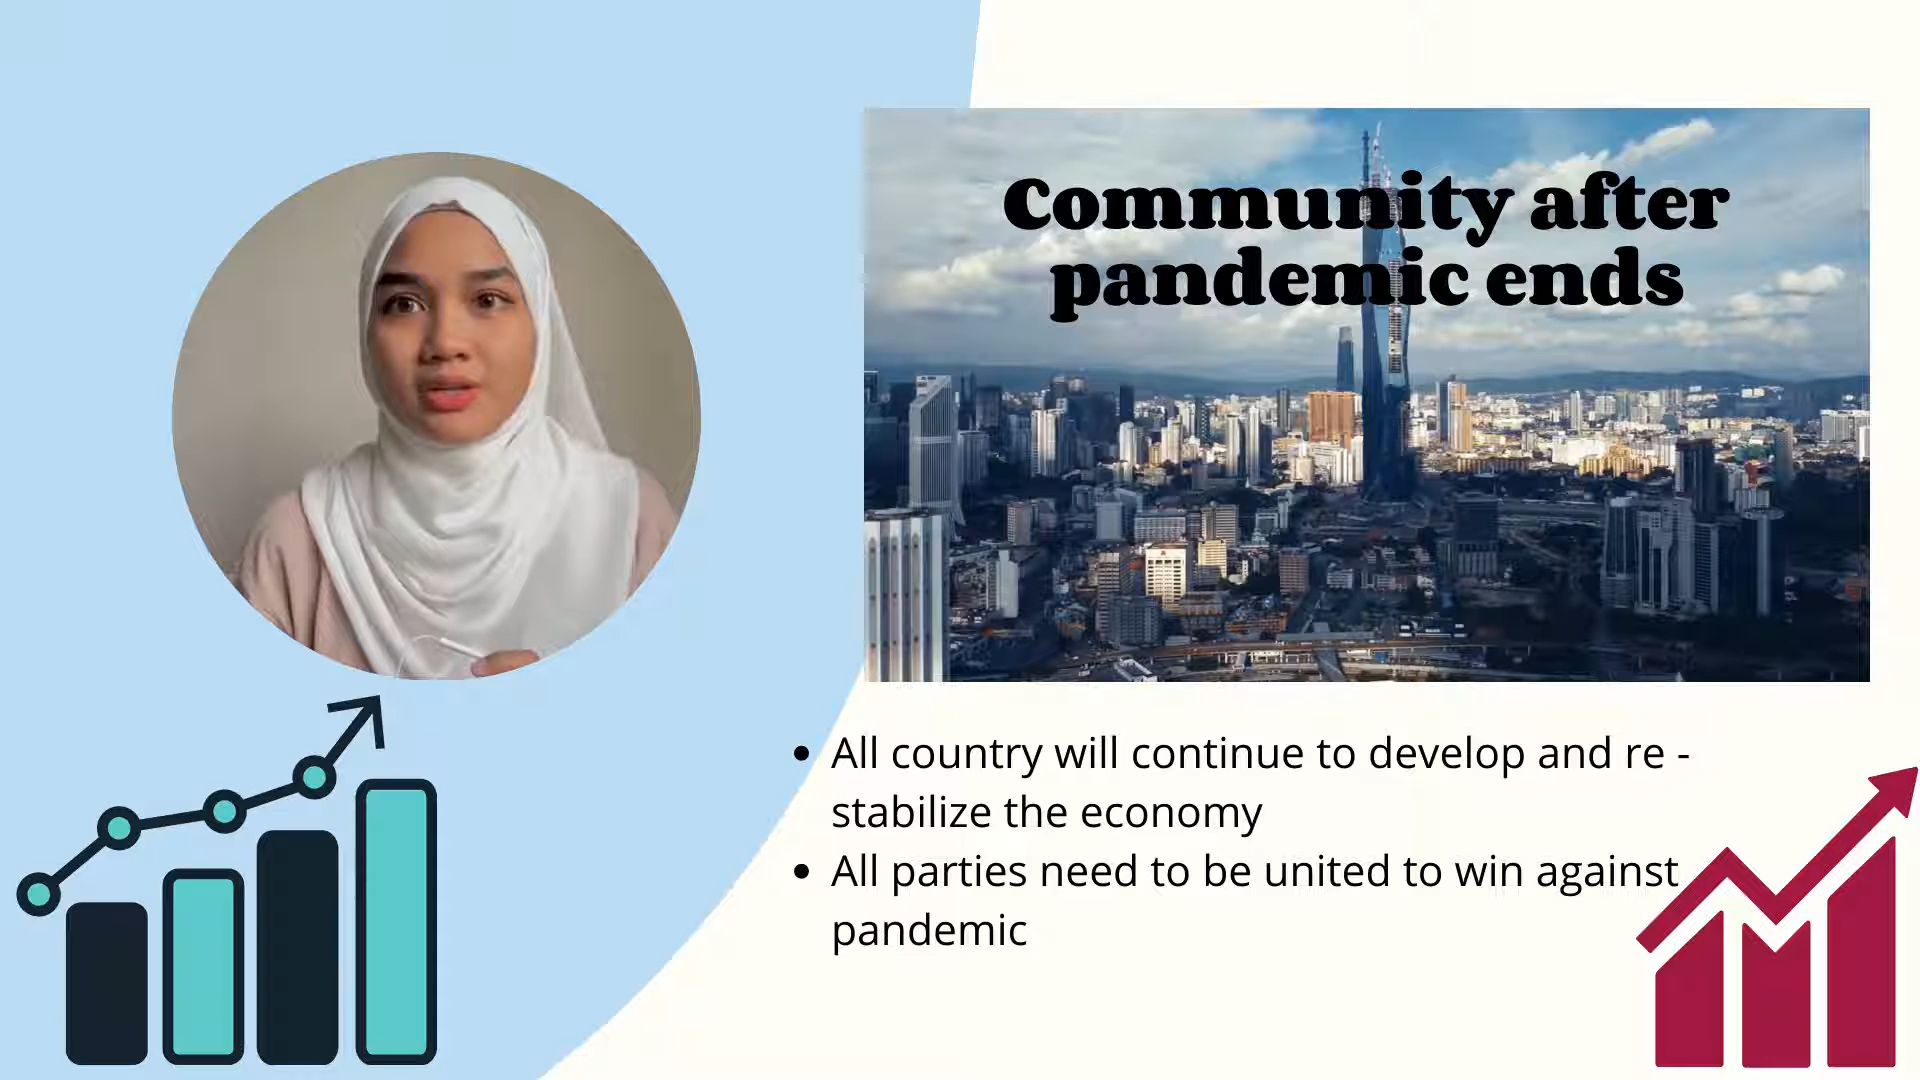 Community after
pandemic ends
• All country will continue to develop and re -
stabilize the economy
• All parties need to be united to win against
pandemic